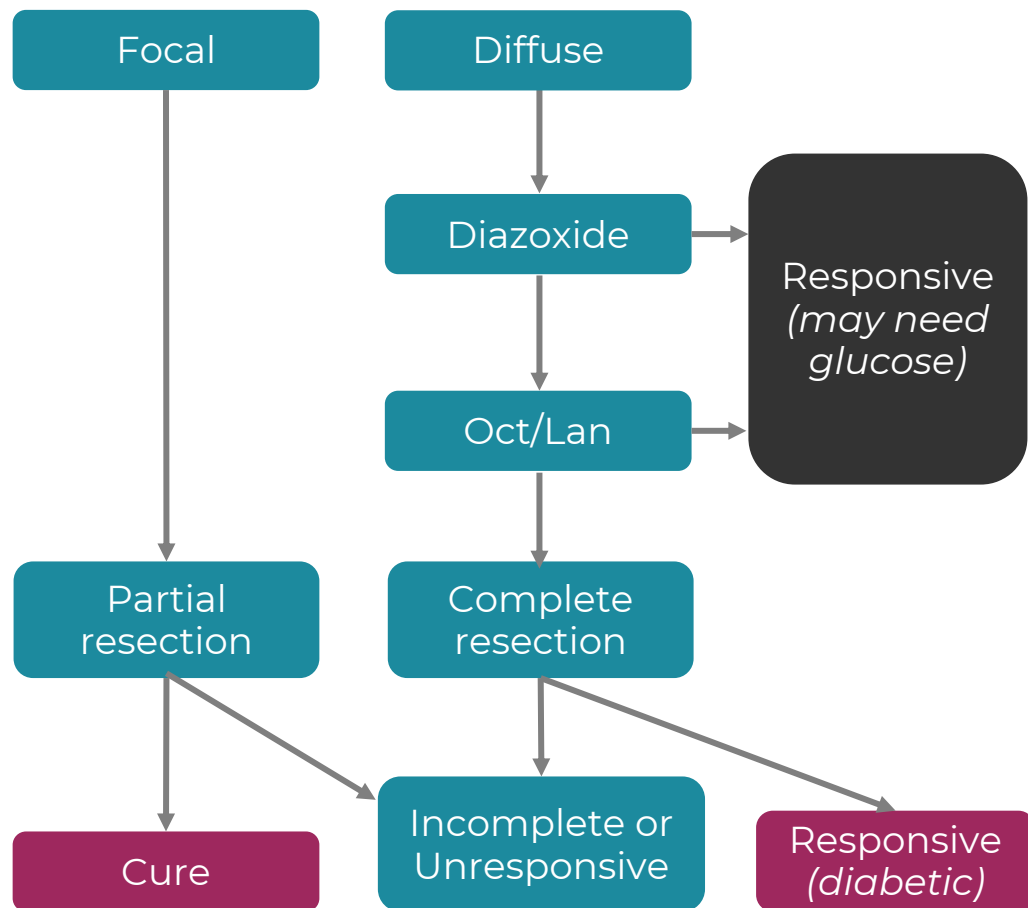 Focal
Diffuse
Diazoxide
Responsive
(may need
glucose)
Oct/Lan
Partial
resection
Complete
resection
Cure
Incomplete or
Unresponsive
Responsive
(diabetic)